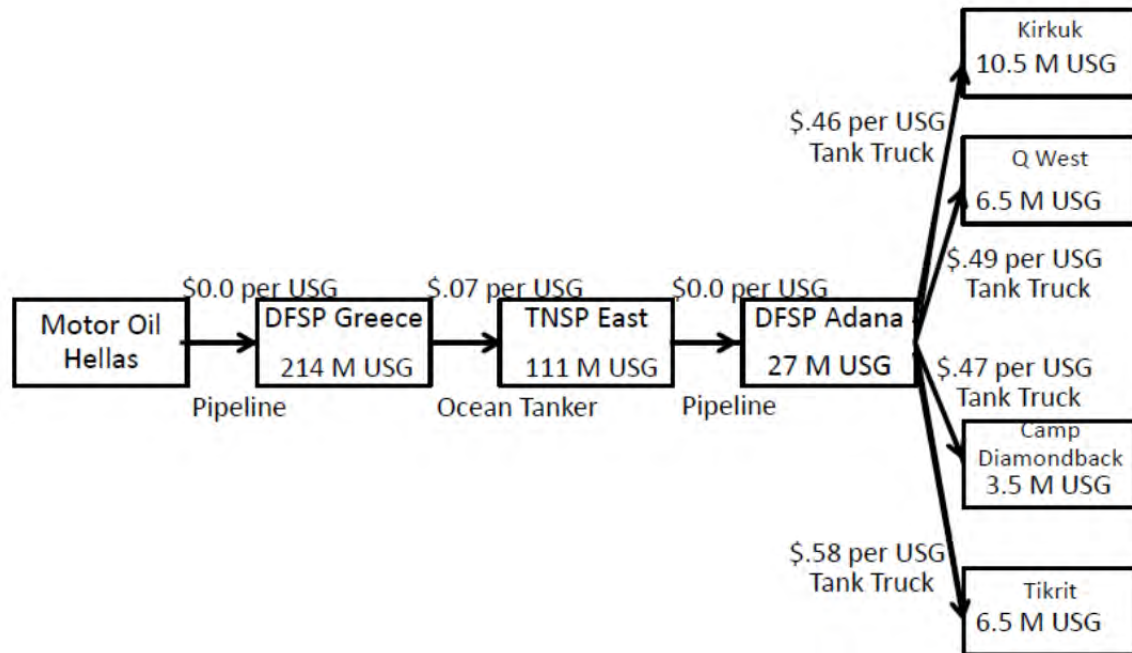 Kirkuk
10.5 M USG
$.46 per USG
Tank Truck
Q West
6.5 M USG
$.49 per USG
Tank Truck
$0.0 per USG
$.07 per USG
$0.0 per USG
Motor Oil
Hellas
DFSP Greece
214 M USG
TNSP East
111 M USG
DFSP Adana
27 M USG
Pipeline
Ocean Tanker
Pipeline
$.47 per USG
Tank Truck
Camp
Diamondback
3.5 M USG
$.58 per USG
Tank Truck
Tikrit
6.5 M USG